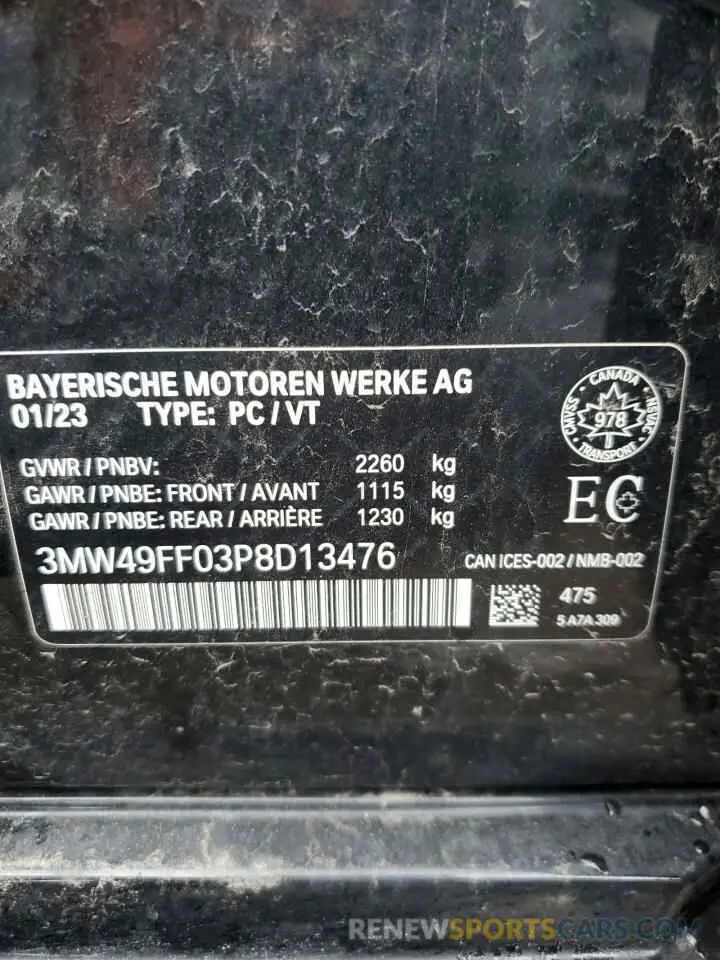 BAYERISCHE MOTOREN WERKE AG
01/23 TYPE: PC / VT
CANADA
CMVSS 978 NSVAC
TRANSPORT
GVWR / PNBV: 2260 kg
GAWR / PNBE: FRONT / AVANT 1115 kg
GAWR / PNBE: REAR / ARRIÈRE 1230 kg
EC
3MW49FF03P8D13476
CAN ICES-002 / NMB-002
475
5 A7A 309
RENEWSPORTSCARS.COM